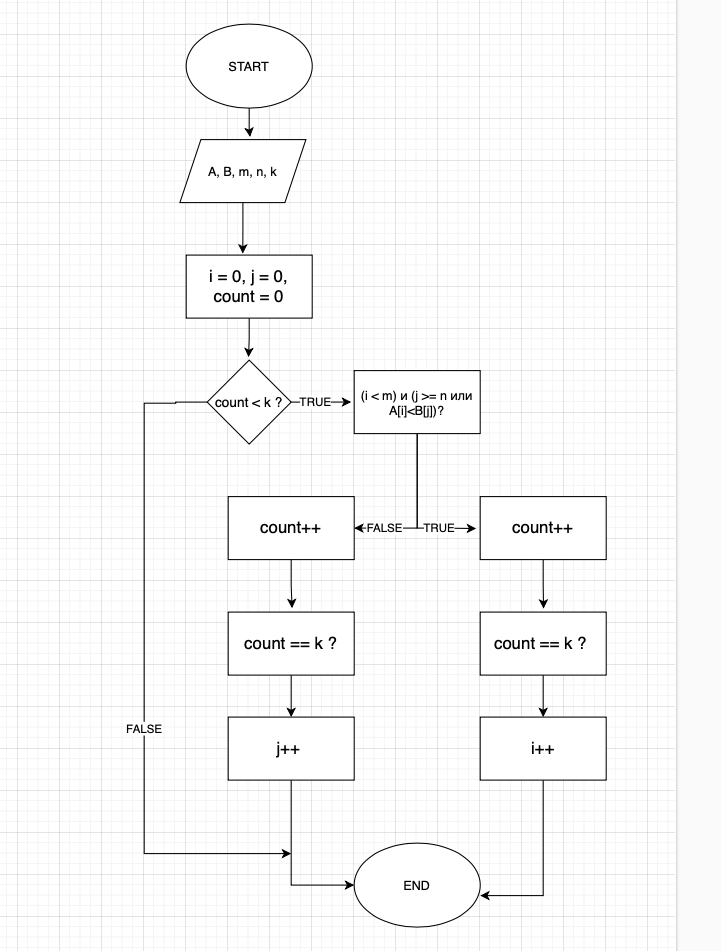 START
A, B, m, n, k
i = 0, j = 0,
count = 0
count < k ?
TRUE
(i < m) и (j >= n или
A[i]<B[j])?
count++
FALSE
TRUE
count++
count == k ?
count == k ?
FALSE
j++
i++
END